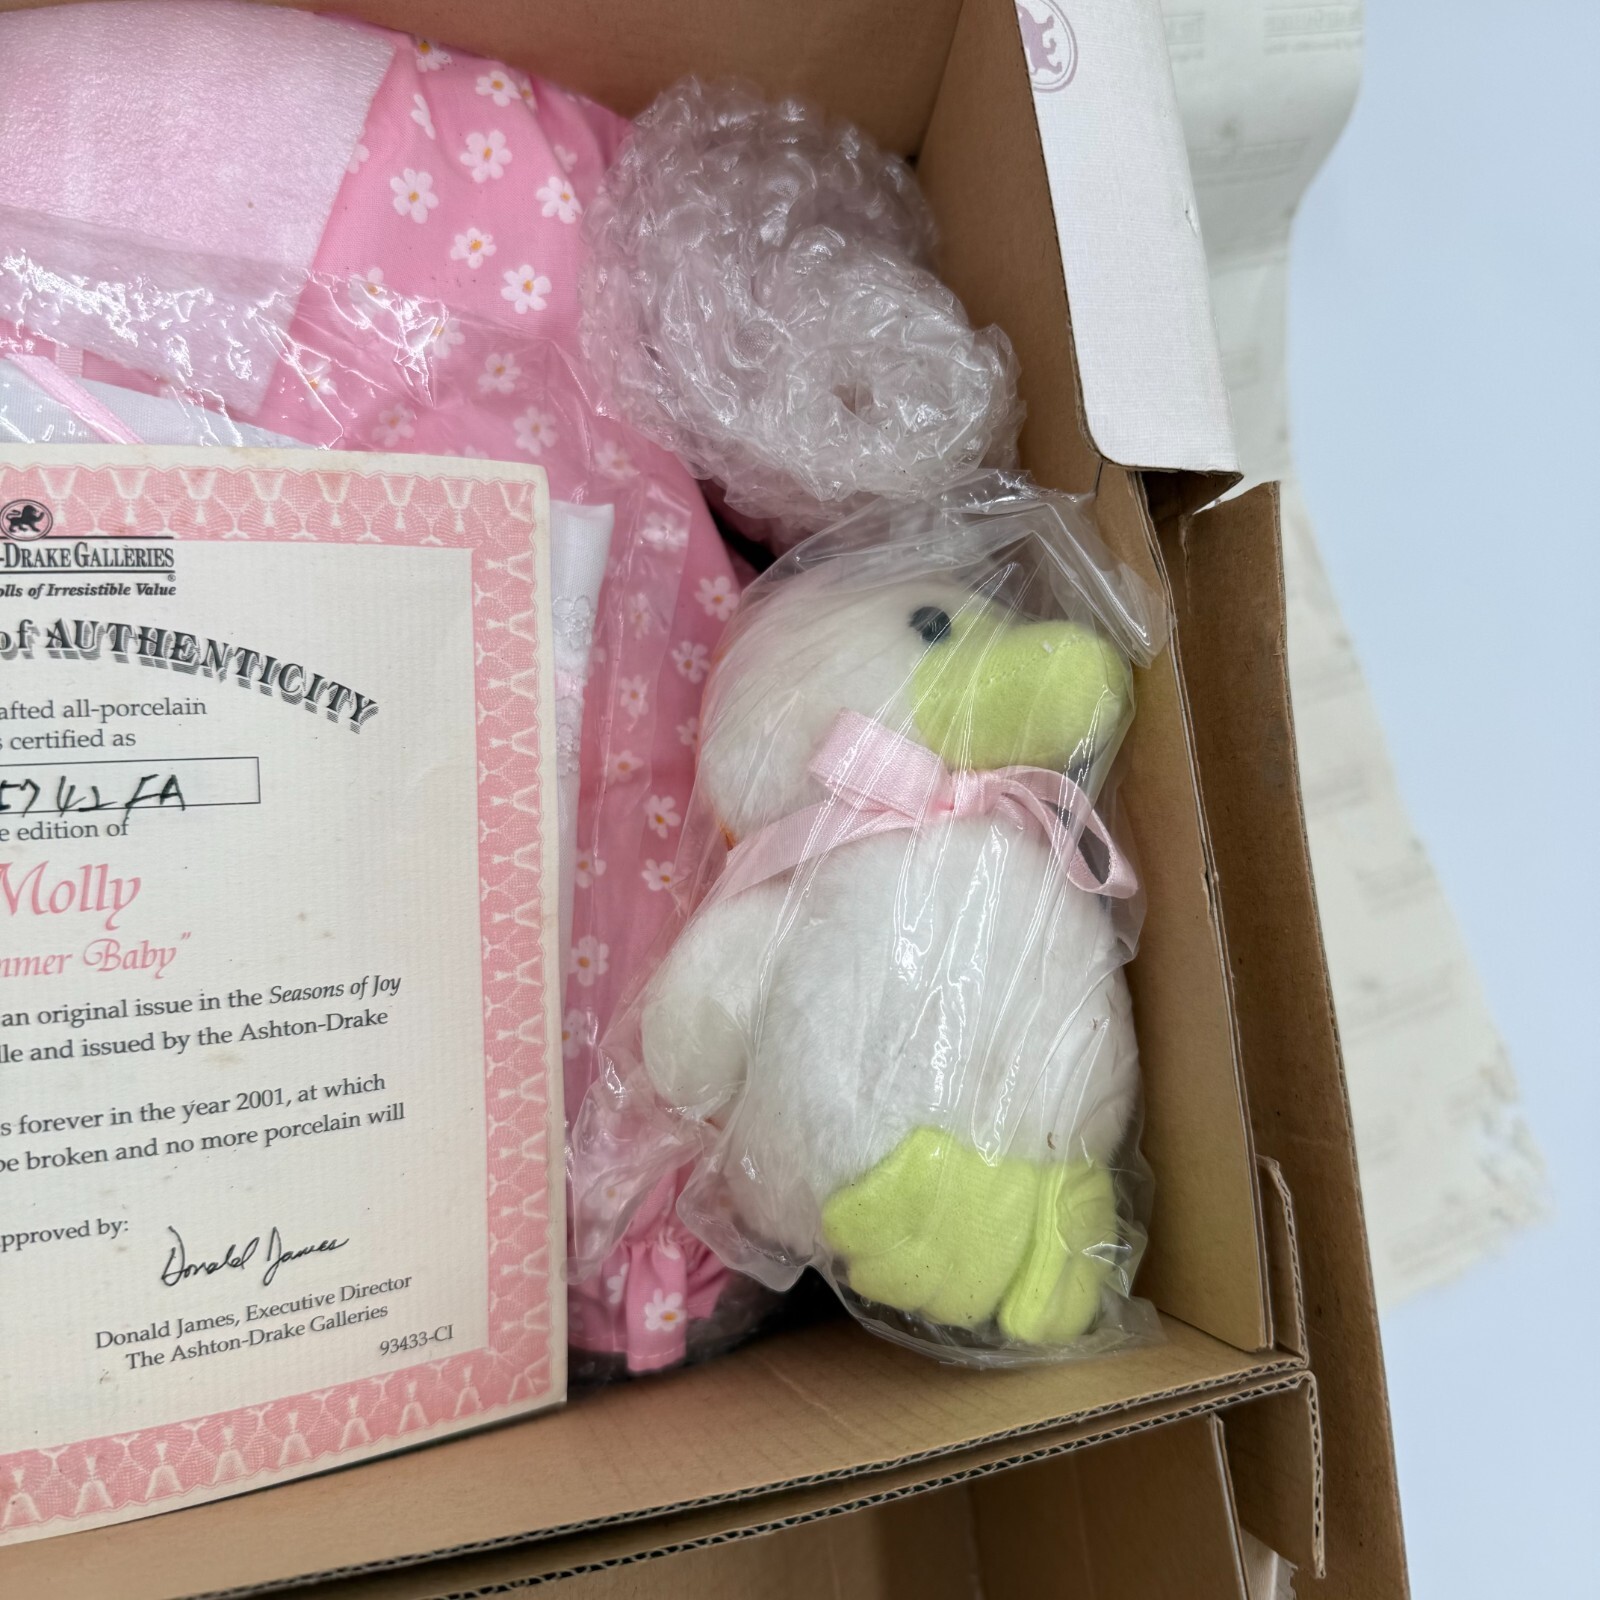 -DRAKE GALLERIES
olls of Irresistible Value
of AUTHENTICITY
afted all-porcelain
s certified as
5742 FA
e edition of
Molly
mmer Baby"
an original issue in the Seasons of Joy
lle and issued by the Ashton-Drake
s forever in the year 2001, at which
be broken and no more porcelain will
pproved by:
Donald James
Donald James, Executive Director
The Ashton-Drake Galleries
93433-CI